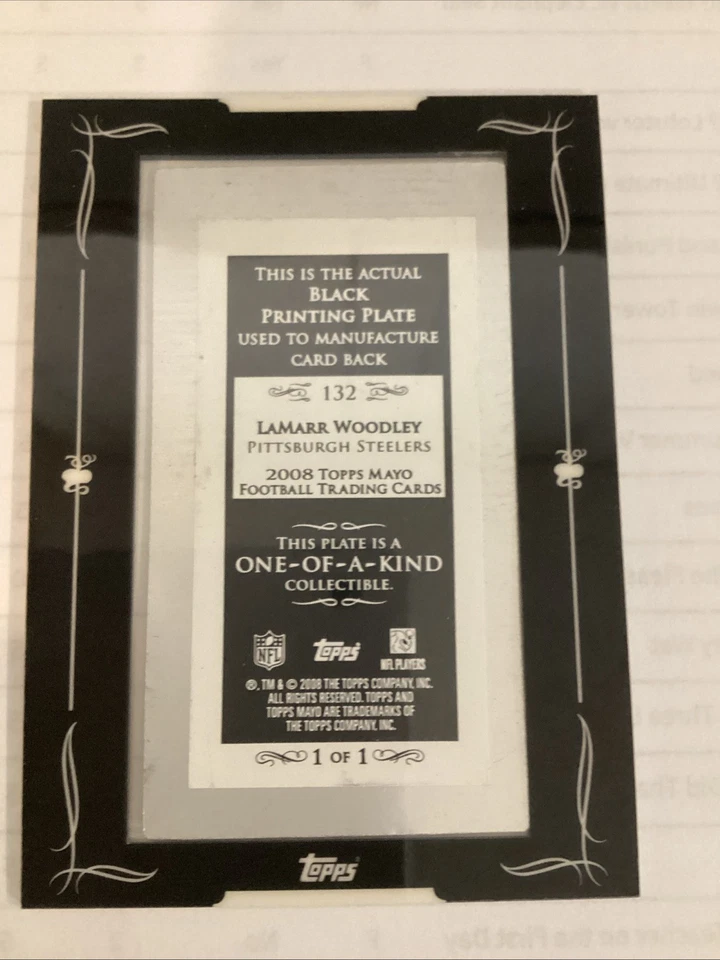 THIS IS THE ACTUAL
BLACK
PRINTING PLATE
USED TO MANUFACTURE
CARD BACK
132
LAMARR WOODLEY
PITTSBURGH STEELERS
2008 TOPPS MAYO
FOOTBALL TRADING CARDS
THIS PLATE IS A
ONE-OF-A-KIND
COLLECTIBLE.
NFL
topps
NFL PLAYERS
®, TM & © 2008 THE TOPPS COMPANY, INC.
ALL RIGHTS RESERVED. TOPPS AND
TOPPS MAYO ARE TRADEMARKS OF
THE TOPPS COMPANY, INC.
1 OF 1
topps